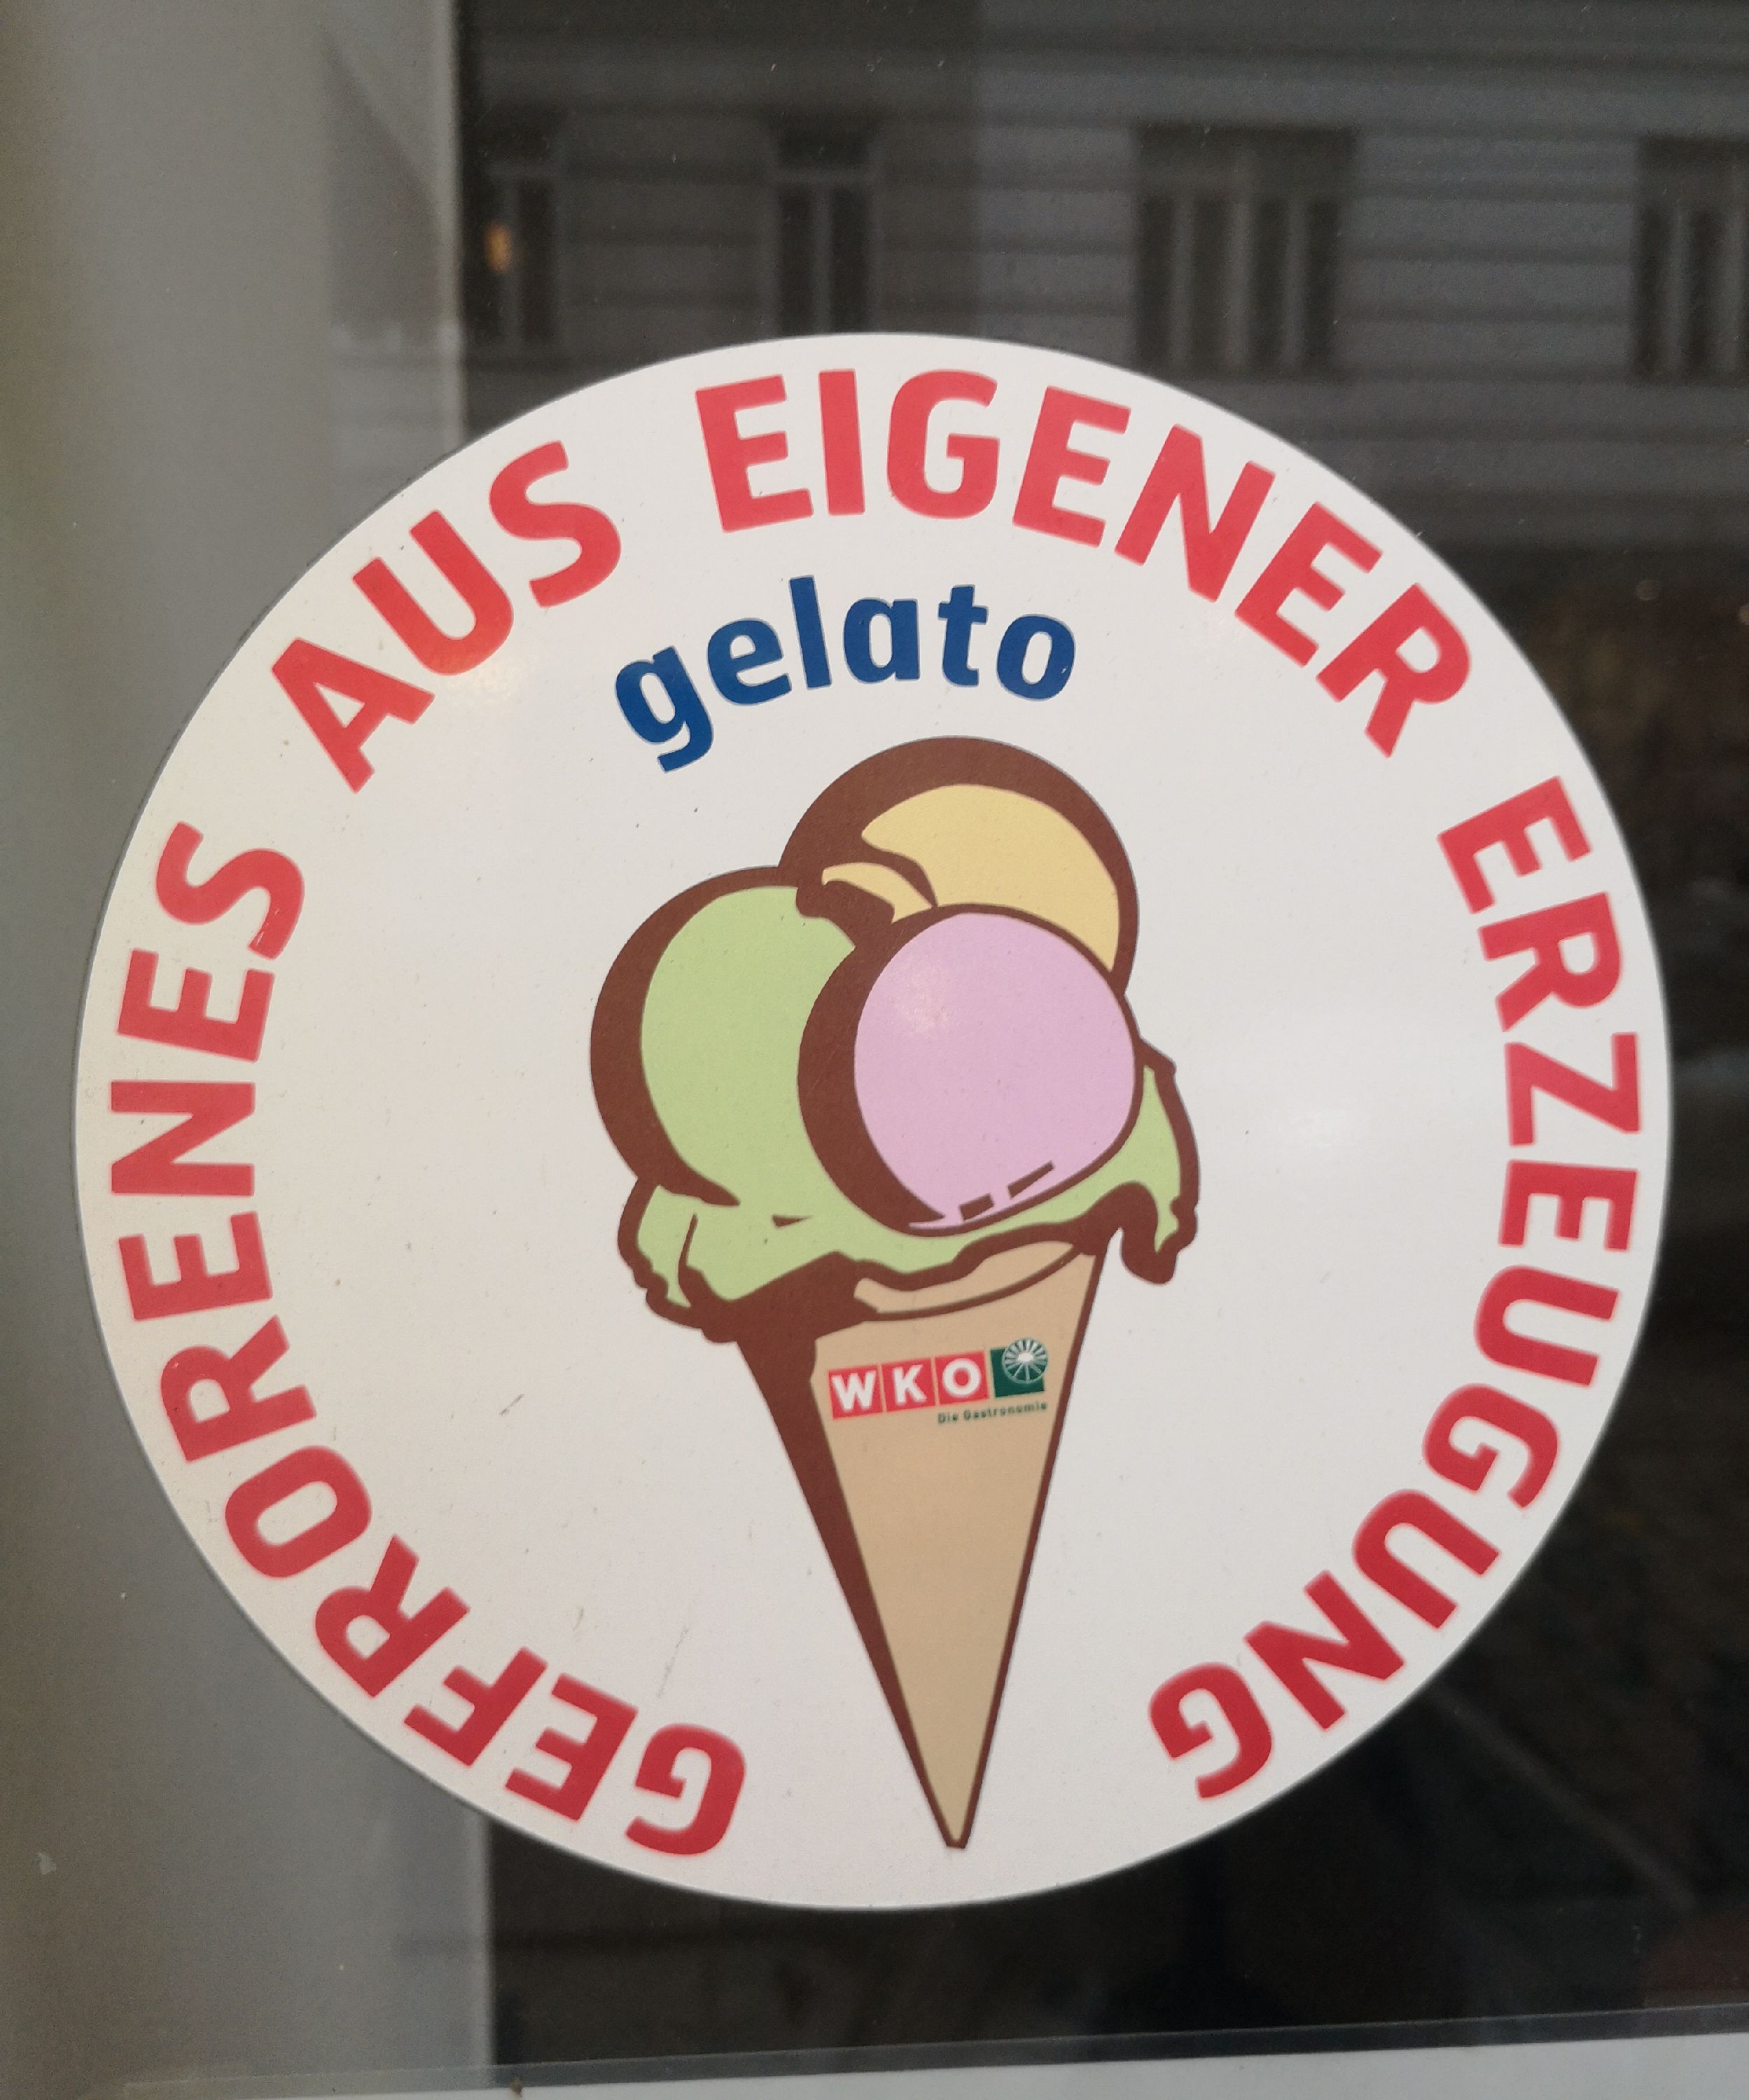 GEFRORENES AUS EIGENER ERZEUGUNG
gelato
WKO
Die Gastronomie